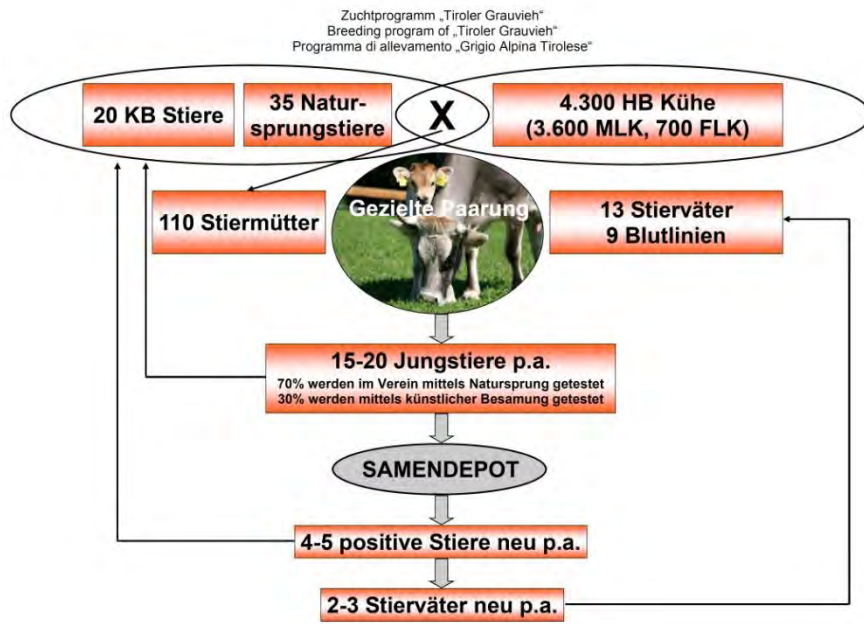 Zuchtprogramm „Tiroler Grauvieh“
Breeding program of „Tiroler Grauvieh“
Programma di allevamento „Grigio Alpina Tirolese“
20 KB Stiere
35 Natur-
sprungstiere
X
4.300 HB Kühe
(3.600 MLK, 700 FLK)
110 Stiermütter
Gezielte Paarung
13 Stierväter
9 Blutlinien
15-20 Jungstiere p.a.
70% werden im Verein mittels Natursprung getestet
30% werden mittels künstlicher Besamung getestet
SAMENDEPOT
4-5 positive Stiere neu p.a.
2-3 Stierväter neu p.a.